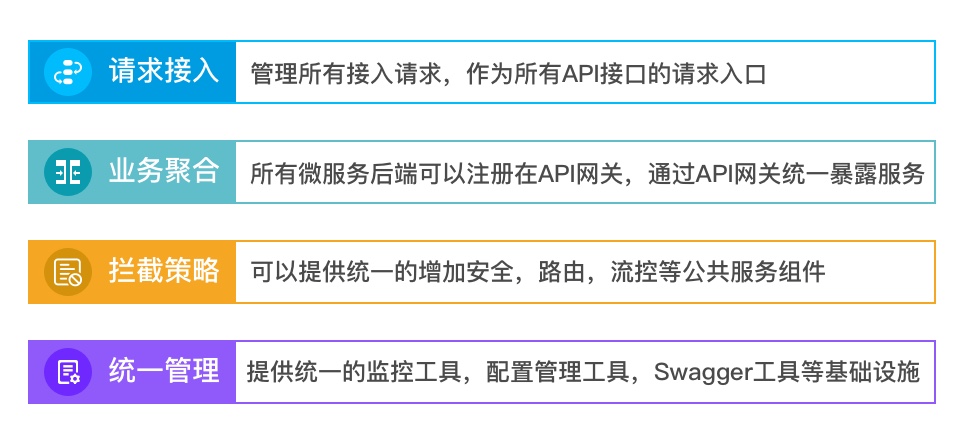 请求接入 管理所有接入请求，作为所有API接口的请求入口
业务聚合 所有微服务后端可以注册在API网关，通过API网关统一暴露服务
拦截策略 可以提供统一的增加安全，路由，流控等公共服务组件
统一管理 提供统一的监控工具，配置管理工具，Swagger工具等基础设施